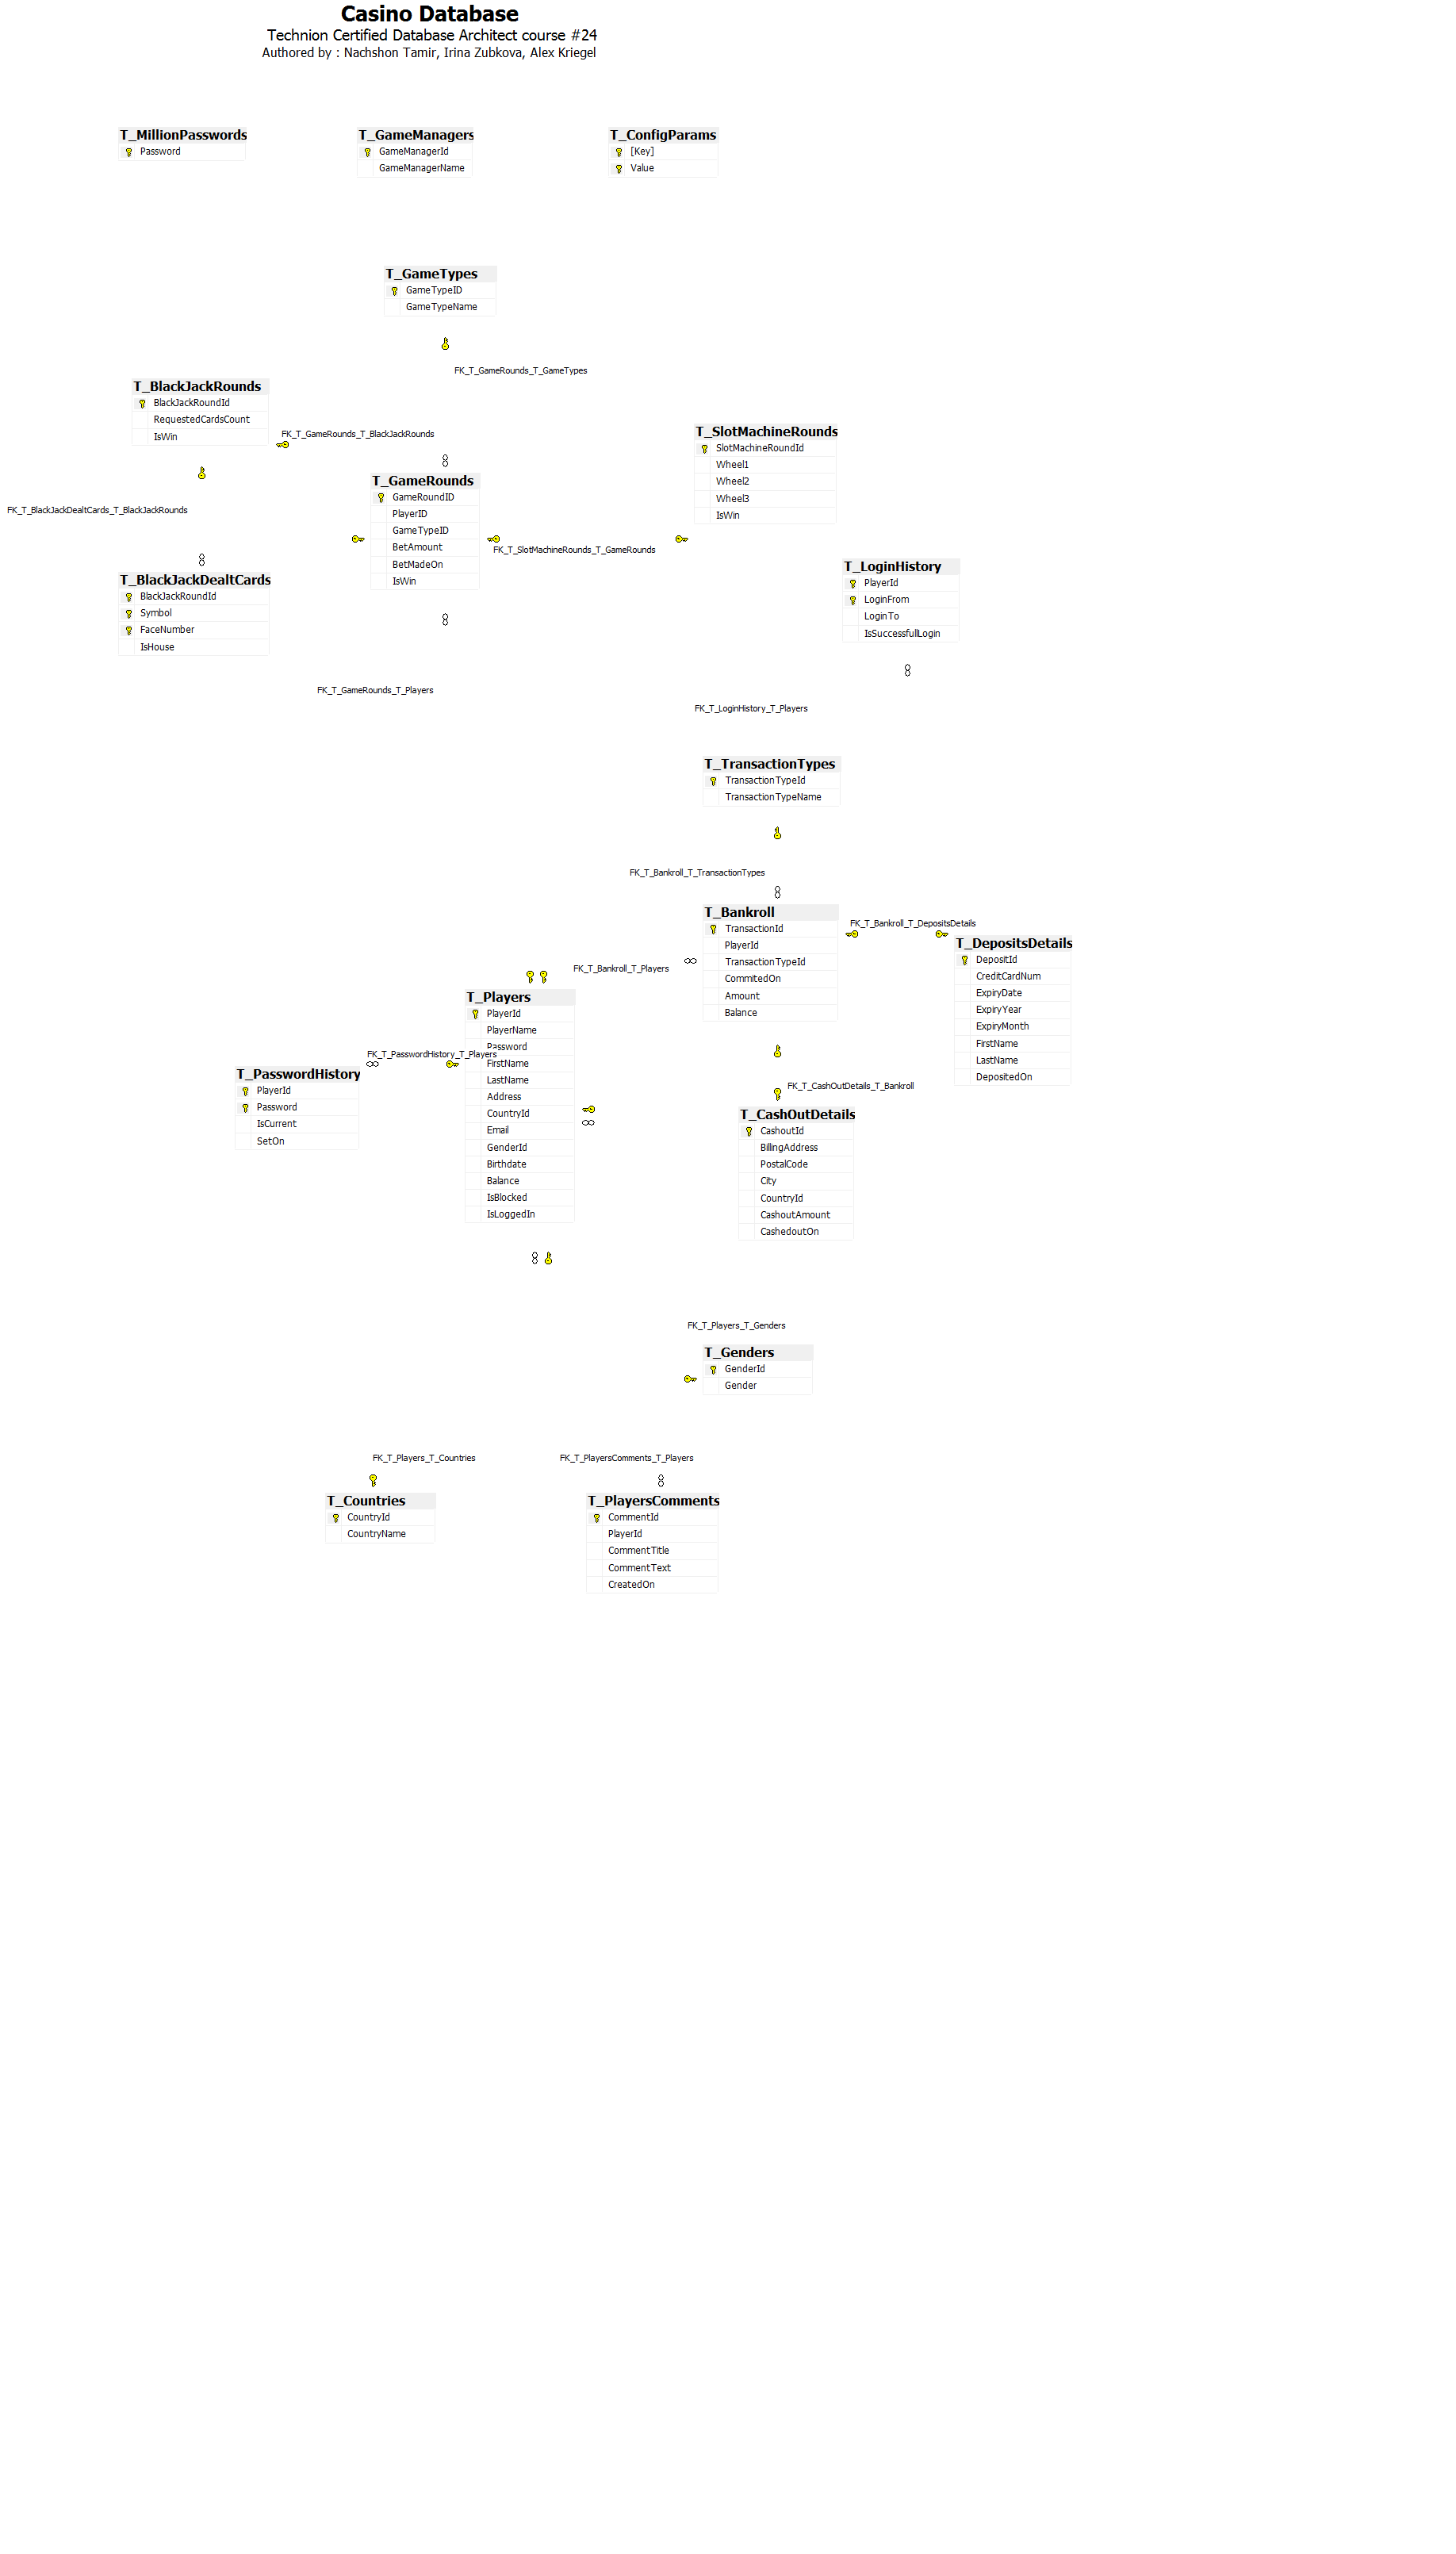 Casino Database
Technion Certified Database Architect course #24
Authored by : Nachshon Tamir, Irina Zubkova, Alex Kriegel
T_MillionPasswords
Password
T_GameManagers
GameManagerId
GameManagerName
T_ConfigParams
[Key]
Value
T_GameTypes
GameTypeID
GameTypeName
FK_T_GameRounds_T_GameTypes
T_BlackJackRounds
BlackJackRoundId
RequestedCardsCount
IsWin
FK_T_GameRounds_T_BlackJackRounds
T_SlotMachineRounds
SlotMachineRoundId
Wheel1
Wheel2
Wheel3
IsWin
T_GameRounds
GameRoundID
PlayerID
GameTypeID
BetAmount
BetMadeOn
IsWin
FK_T_BlackJackDealtCards_T_BlackJackRounds
FK_T_SlotMachineRounds_T_GameRounds
T_BlackJackDealtCards
BlackJackRoundId
Symbol
FaceNumber
IsHouse
T_LoginHistory
PlayerId
LoginFrom
LoginTo
IsSuccessfullLogin
FK_T_GameRounds_T_Players
FK_T_LoginHistory_T_Players
T_TransactionTypes
TransactionTypeId
TransactionTypeName
FK_T_Bankroll_T_TransactionTypes
T_Bankroll
TransactionId
PlayerId
TransactionTypeId
CommitedOn
Amount
Balance
FK_T_Bankroll_T_DepositsDetails
T_DepositsDetails
DepositId
CreditCardNum
ExpiryDate
ExpiryYear
ExpiryMonth
FirstName
LastName
DepositedOn
FK_T_Bankroll_T_Players
T_Players
PlayerId
PlayerName
Password
FirstName
LastName
Address
CountryId
Email
GenderId
Birthdate
Balance
IsBlocked
IsLoggedIn
FK_T_PasswordHistory_T_Players
T_PasswordHistory
PlayerId
Password
IsCurrent
SetOn
FK_T_CashOutDetails_T_Bankroll
T_CashOutDetails
CashoutId
BillingAddress
PostalCode
City
CountryId
CashoutAmount
CashedoutOn
FK_T_Players_T_Genders
T_Genders
GenderId
Gender
FK_T_Players_T_Countries
FK_T_PlayersComments_T_Players
T_Countries
CountryId
CountryName
T_PlayersComments
CommentId
PlayerId
CommentTitle
CommentText
CreatedOn